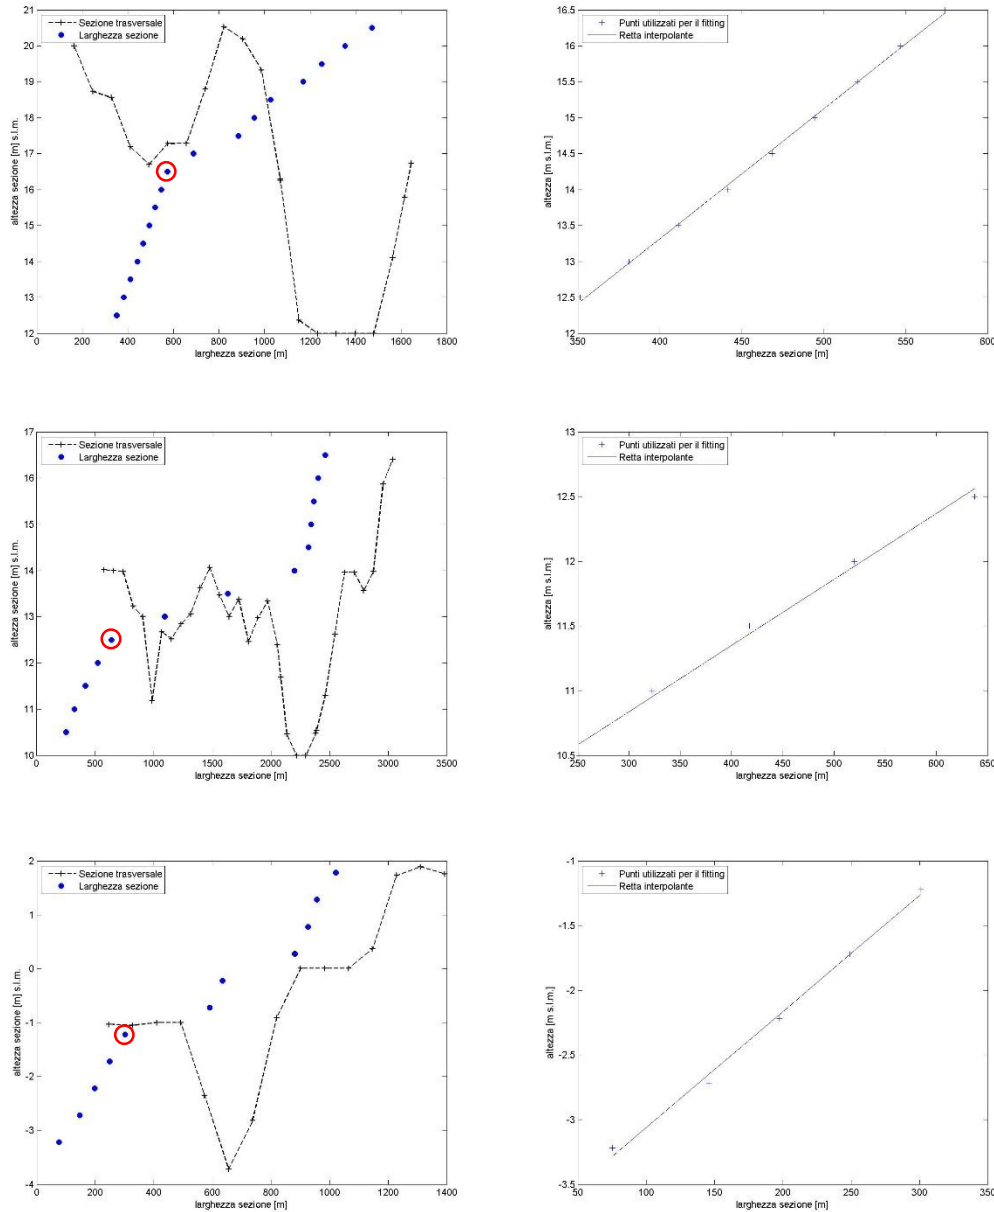 21
20
19
18
17
16
15
14
13
12
altezza sezione [m] s.l.m.
Sezione trasversale
Larghezza sezione
0 200 400 600 800 1000 1200 1400 1600 1800
larghezza sezione [m]
16.5
16
15.5
15
14.5
14
13.5
13
12.5
12
altezza [m s.l.m.]
Punti utilizzati per il fitting
Retta interpolante
350 400 450 500 550 600
larghezza sezione [m]
17
16
15
14
13
12
11
10
altezza sezione [m] s.l.m.
Sezione trasversale
Larghezza sezione
0 500 1000 1500 2000 2500 3000 3500
larghezza sezione [m]
13
12.5
12
11.5
11
10.5
altezza [m s.l.m.]
Punti utilizzati per il fitting
Retta interpolante
250 300 350 400 450 500 550 600 650
larghezza sezione [m]
2
1
0
-1
-2
-3
-4
altezza sezione [m] s.l.m.
Sezione trasversale
Larghezza sezione
0 200 400 600 800 1000 1200 1400
larghezza sezione [m]
-1
-1.5
-2
-2.5
-3
-3.5
altezza [m s.l.m.]
Punti utilizzati per il fitting
Retta interpolante
50 100 150 200 250 300 350
larghezza sezione [m]